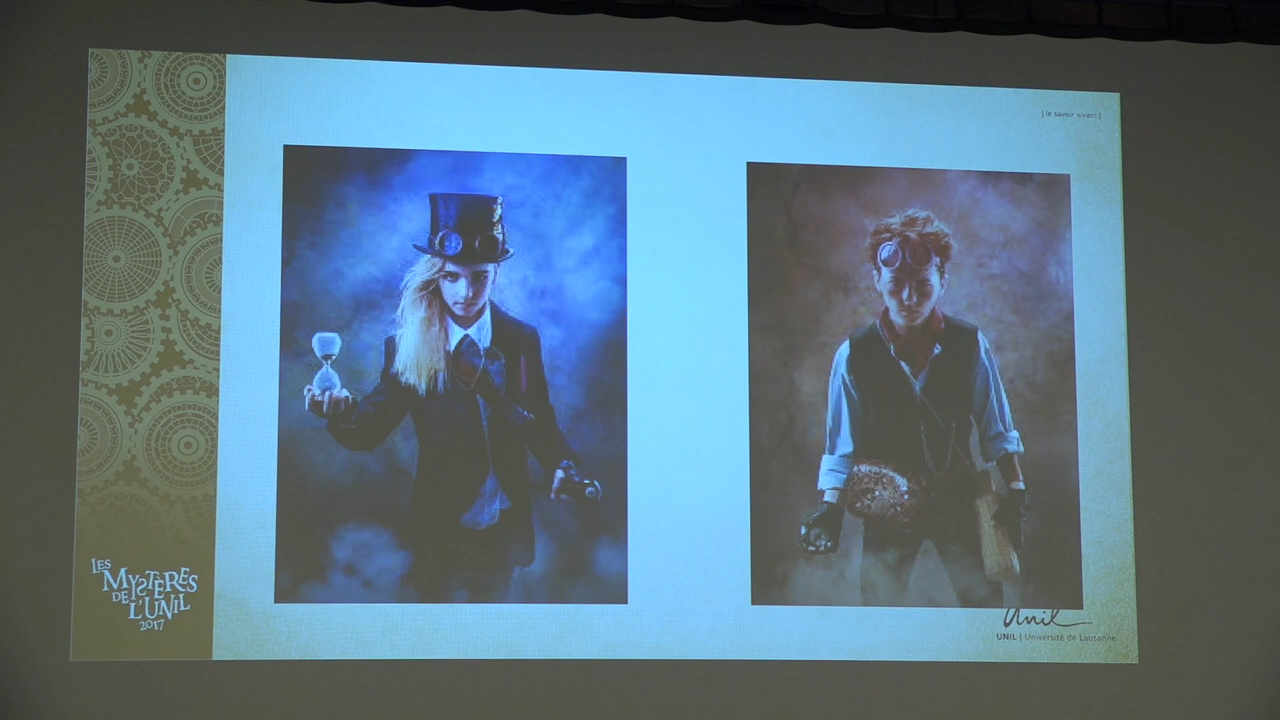 [le savoir vivant]
LES
MYSTÈRES
DE L'UNIL
2017
Unil
UNIL | Université de Lausanne